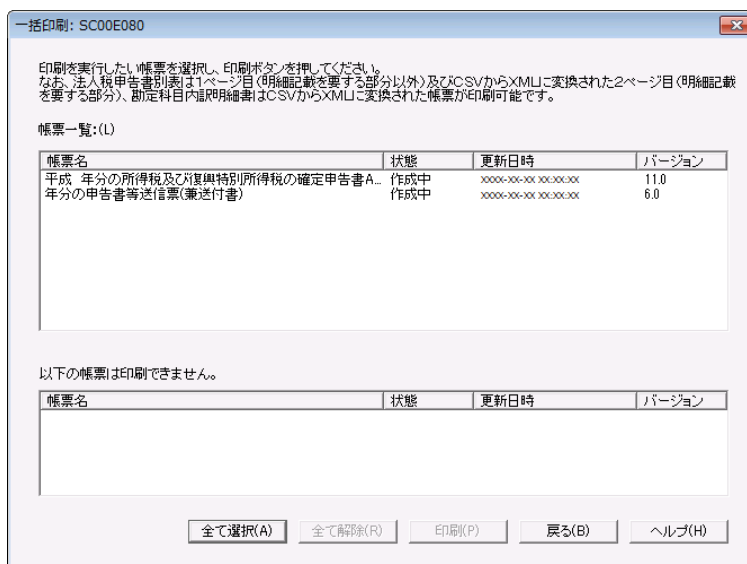 一括印刷: SC00E080
印刷を実行したい帳票を選択し、印刷ボタンを押してください。
なお、法人税申告書別表は1ページ目(明細記載を要する部分以外)及びCSVからXMLに変換された2ページ目(明細記載
を要する部分)、勘定科目内訳明細書はCSVからXMLに変換された帳票が印刷可能です。
帳票一覧:(L)
帳票名 状態 更新日時 バージョン
平成 年分の所得税及び復興特別所得税の確定申告書A... 作成中 xxxx-xx-xx xx:xx:xx 11.0
年分の申告書等送信票(兼送付書) 作成中 xxxx-xx-xx xx:xx:xx 6.0
以下の帳票は印刷できません。
帳票名 状態 更新日時 バージョン
全て選択(A) 全て解除(R) 印刷(P) 戻る(B) ヘルプ(H)